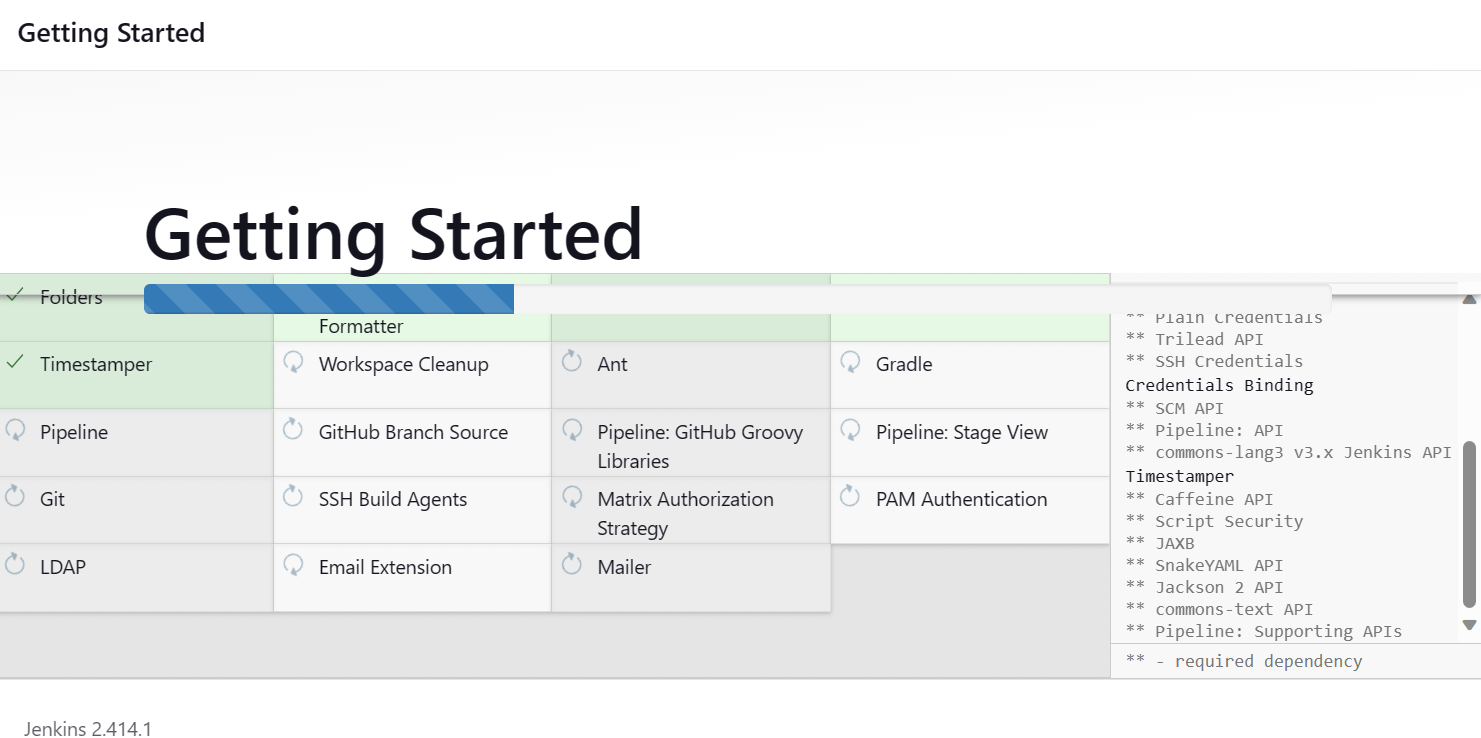 Getting Started
Getting Started
Folders
Formatter
Timestamper
Workspace Cleanup
Ant
Gradle
Pipeline
GitHub Branch Source
Pipeline: GitHub Groovy
Libraries
Pipeline: Stage View
Git
SSH Build Agents
Matrix Authorization
Strategy
PAM Authentication
LDAP
Email Extension
Mailer
** Plain Credentials
** Trilead API
** SSH Credentials
Credentials Binding
** SCM API
** Pipeline: API
** commons-lang3 v3.x Jenkins API
Timestamper
** Caffeine API
** Script Security
** JAXB
** SnakeYAML API
** Jackson 2 API
** commons-text API
** Pipeline: Supporting APIs
** - required dependency
Jenkins 2.414.1